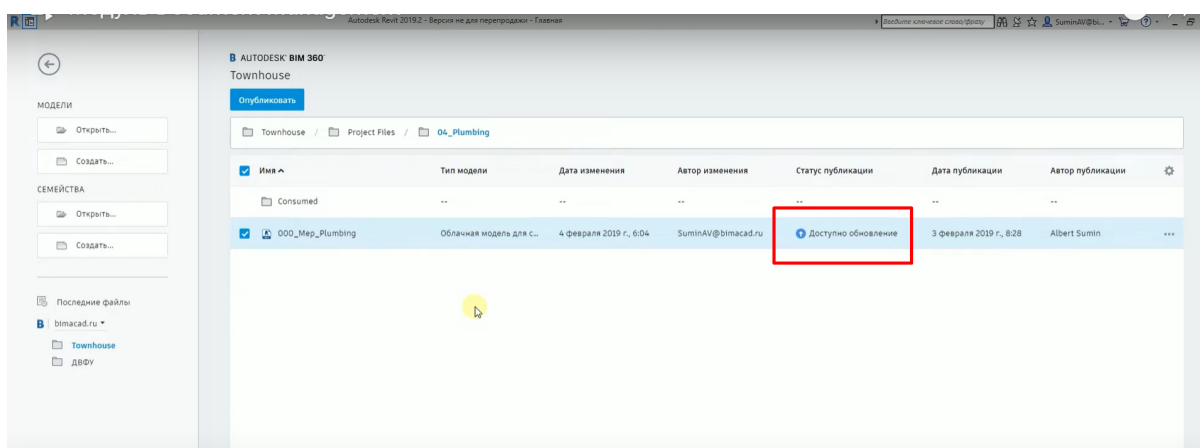 Autodesk Revit 2019.2 - Версия не для перепродажи - Главная
Введите ключевое слово/фразу
SuminAV@bi...
B AUTODESK' BIM 360'
Townhouse
Опубликовать
МОДЕЛИ
Открыть...
Создать...
СЕМЕЙСТВА
Открыть...
Создать...
Последние файлы
B bimacad.ru
Townhouse
ДВФУ
Townhouse / Project Files / 04_Plumbing
Имя Тип модели Дата изменения Автор изменения Статус публикации Дата публикации Автор публикации
Consumed -- -- -- -- -- --
000_Mep_Plumbing Облачная модель для с... 4 февраля 2019 г., 6:04 SuminAV@bimacad.ru Доступно обновление 3 февраля 2019 г., 8:28 Albert Sumin ...